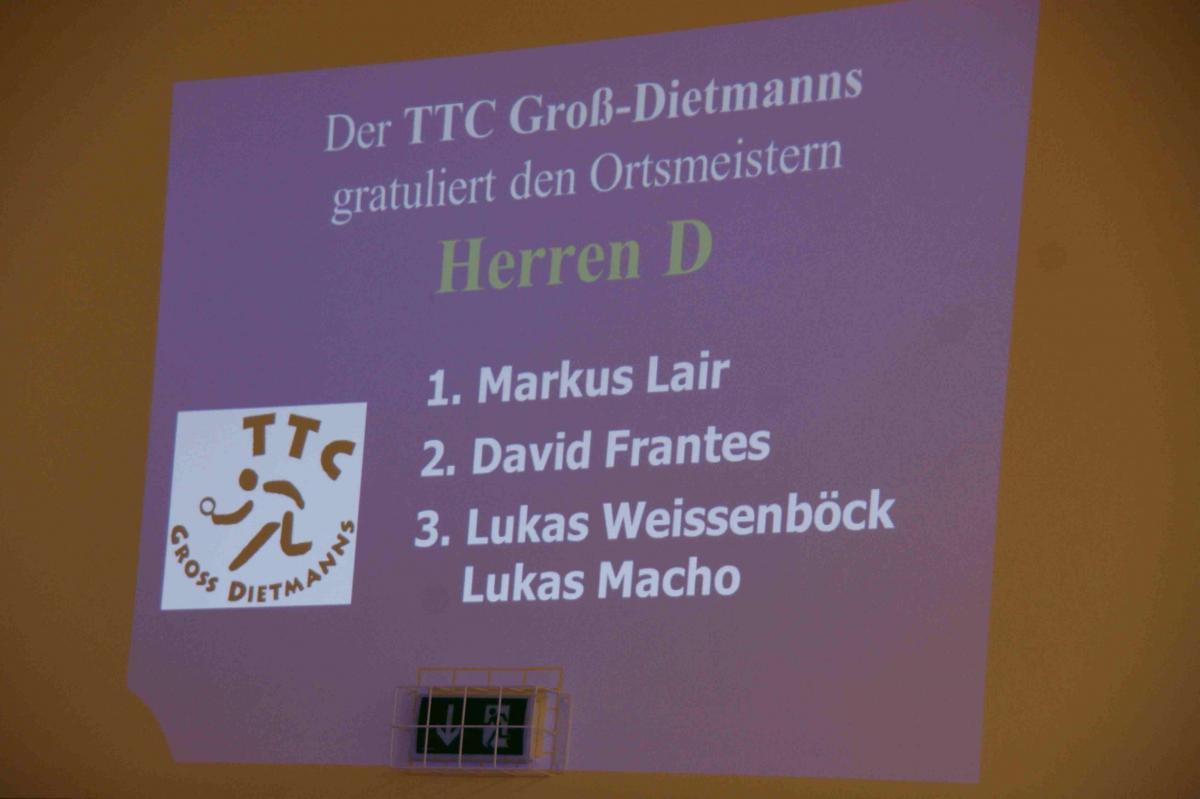 Der TTC Groß-Dietmanns
gratuliert den Ortsmeistern
Herren D
1. Markus Lair
2. David Frantes
3. Lukas Weissenböck
Lukas Macho
TTC
GROSS DIETMANNS